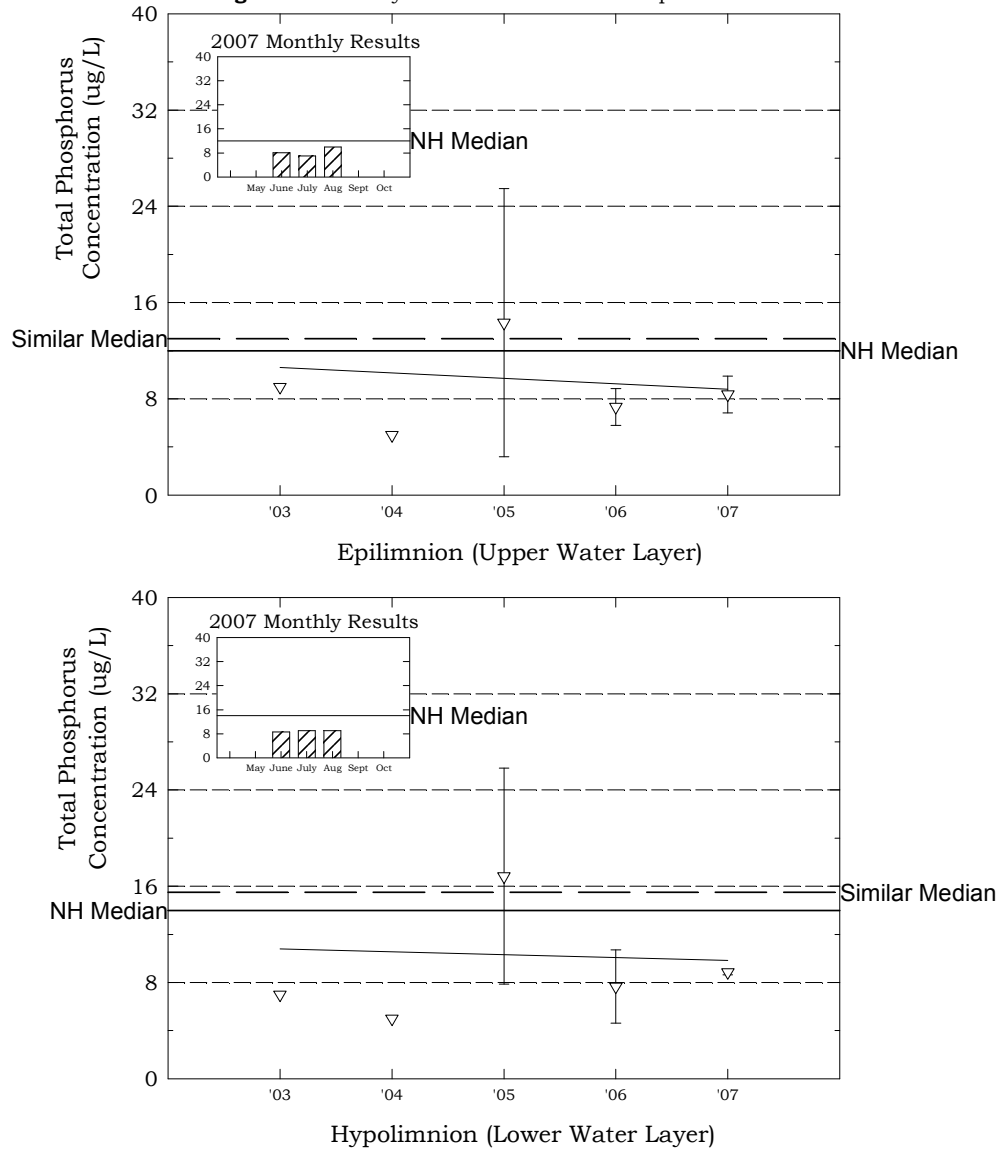 40
2007 Monthly Results
40
32
24
16
8
0
May June July Aug Sept Oct
NH Median
32
24
16
8
0
Total Phosphorus
Concentration (ug/L)
Similar Median
NH Median
'03 '04 '05 '06 '07
Epilimnion (Upper Water Layer)
40
2007 Monthly Results
40
32
24
16
8
0
May June July Aug Sept Oct
NH Median
32
24
16
8
0
Total Phosphorus
Concentration (ug/L)
Similar Median
NH Median
'03 '04 '05 '06 '07
Hypolimnion (Lower Water Layer)